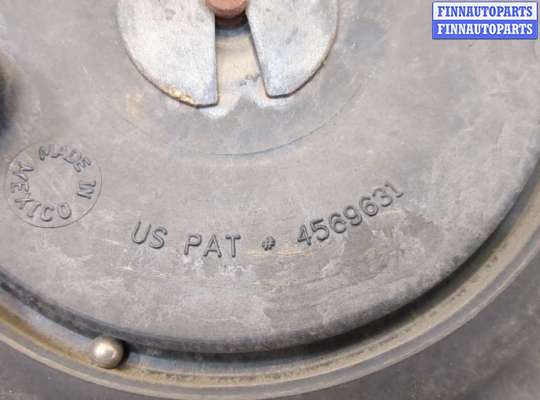 FINNAUTOPARTS
FINNAUTOPARTS
MADE IN
MEXICO
US PAT # 4569631